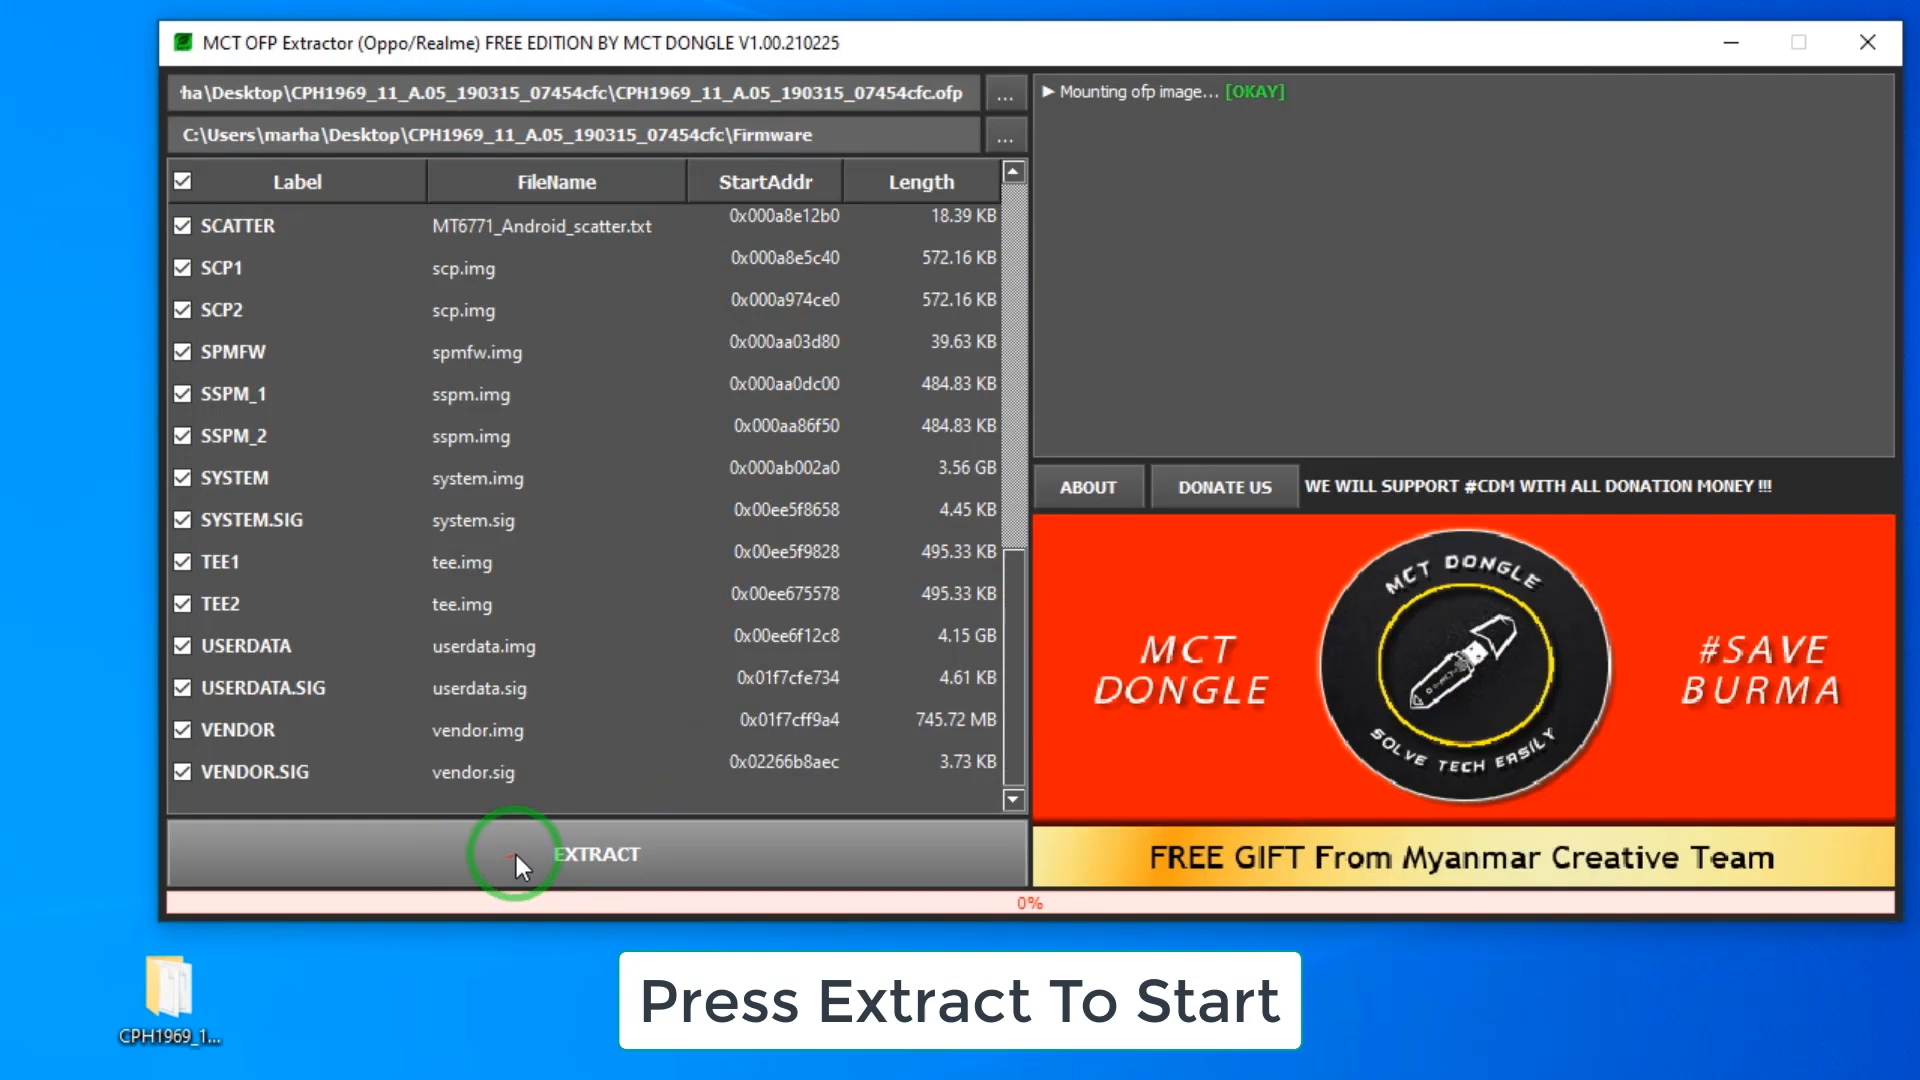 MCT OFP Extractor (Oppo/Realme) FREE EDITION BY MCT DONGLE V1.00.210225
ha\Desktop\CPH1969_11_A.05_190315_07454cfc\CPH1969_11_A.05_190315_07454cfc.ofp
...
C:\Users\marha\Desktop\CPH1969_11_A.05_190315_07454cfc\Firmware
...
Label FileName StartAddr Length
SCATTER MT6771_Android_scatter.txt 0x000a8e12b0 18.39 KB
SCP1 scp.img 0x000a8e5c40 572.16 KB
SCP2 scp.img 0x000a974ce0 572.16 KB
SPMFW spmfw.img 0x000aa03d80 39.63 KB
SSPM_1 sspm.img 0x000aa0dc00 484.83 KB
SSPM_2 sspm.img 0x000aa86f50 484.83 KB
SYSTEM system.img 0x000ab002a0 3.56 GB
SYSTEM.SIG system.sig 0x00ee5f8658 4.45 KB
TEE1 tee.img 0x00ee5f9828 495.33 KB
TEE2 tee.img 0x00ee675578 495.33 KB
USERDATA userdata.img 0x00ee6f12c8 4.15 GB
USERDATA.SIG userdata.sig 0x01f7cfe734 4.61 KB
VENDOR vendor.img 0x01f7cff9a4 745.72 MB
VENDOR.SIG vendor.sig 0x02266b8aec 3.73 KB
EXTRACT
▶ Mounting ofp image... [OKAY]
ABOUT DONATE US WE WILL SUPPORT #CDM WITH ALL DONATION MONEY !!!
MCT DONGLE
MCT
DONGLE
SOLVE TECH EASILY
#SAVE
BURMA
FREE GIFT From Myanmar Creative Team
0%
CPH1969_1...
Press Extract To Start